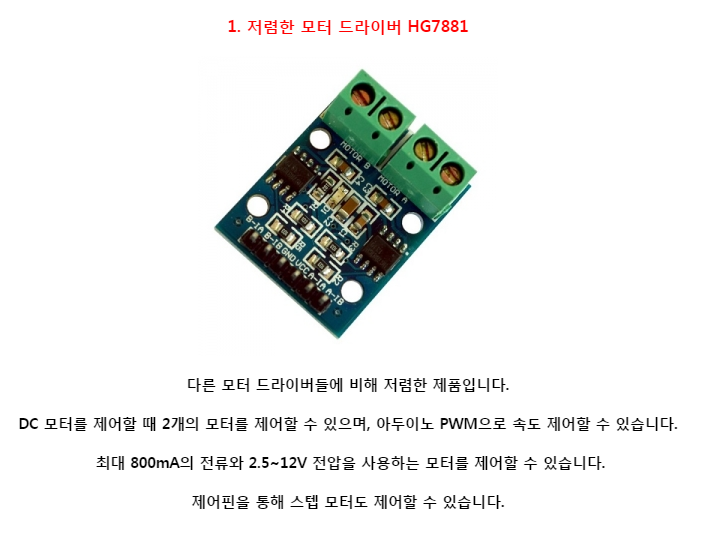 1. 저렴한 모터 드라이버 HG7881
MOTOR B
MOTOR A
B-IA
B-IB
GND
VCC
A-IA
A-IB
다른 모터 드라이버들에 비해 저렴한 제품입니다.
DC 모터를 제어할 때 2개의 모터를 제어할 수 있으며, 아두이노 PWM으로 속도 제어할 수 있습니다.
최대 800mA의 전류와 2.5~12V 전압을 사용하는 모터를 제어할 수 있습니다.
제어핀을 통해 스텝 모터도 제어할 수 있습니다.